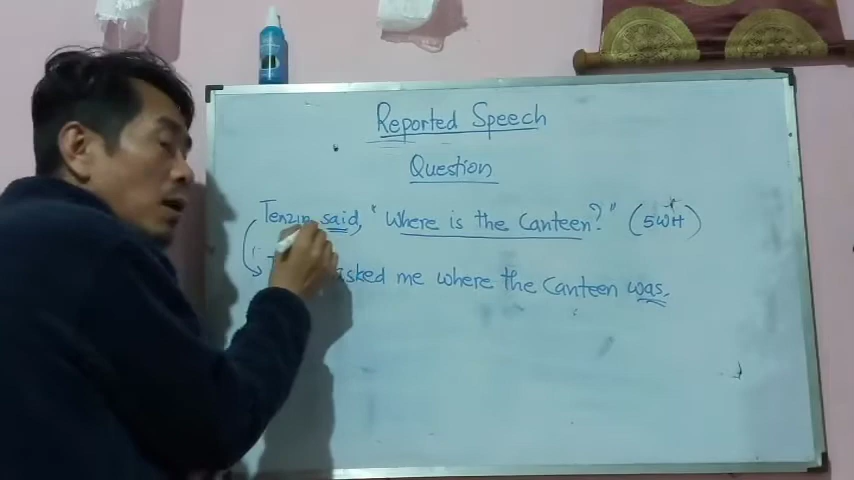 Reported Speech
Question
Tenzin said, "Where is the Canteen?" (5WH)
asked me where the Canteen was.